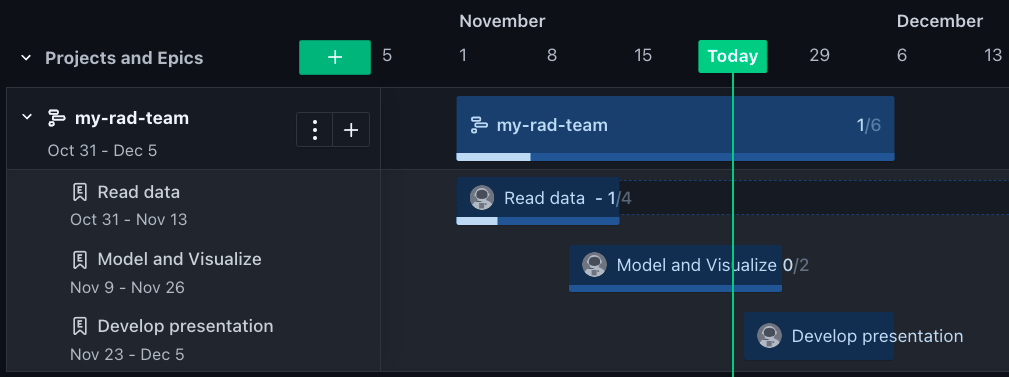 November December
Projects and Epics + 5 1 8 15 Today 29 6 13
my-rad-team
Oct 31 - Dec 5
my-rad-team 1/6
Read data
Oct 31 - Nov 13
Read data - 1/4
Model and Visualize
Nov 9 - Nov 26
Model and Visualize 0/2
Develop presentation
Nov 23 - Dec 5
Develop presentation